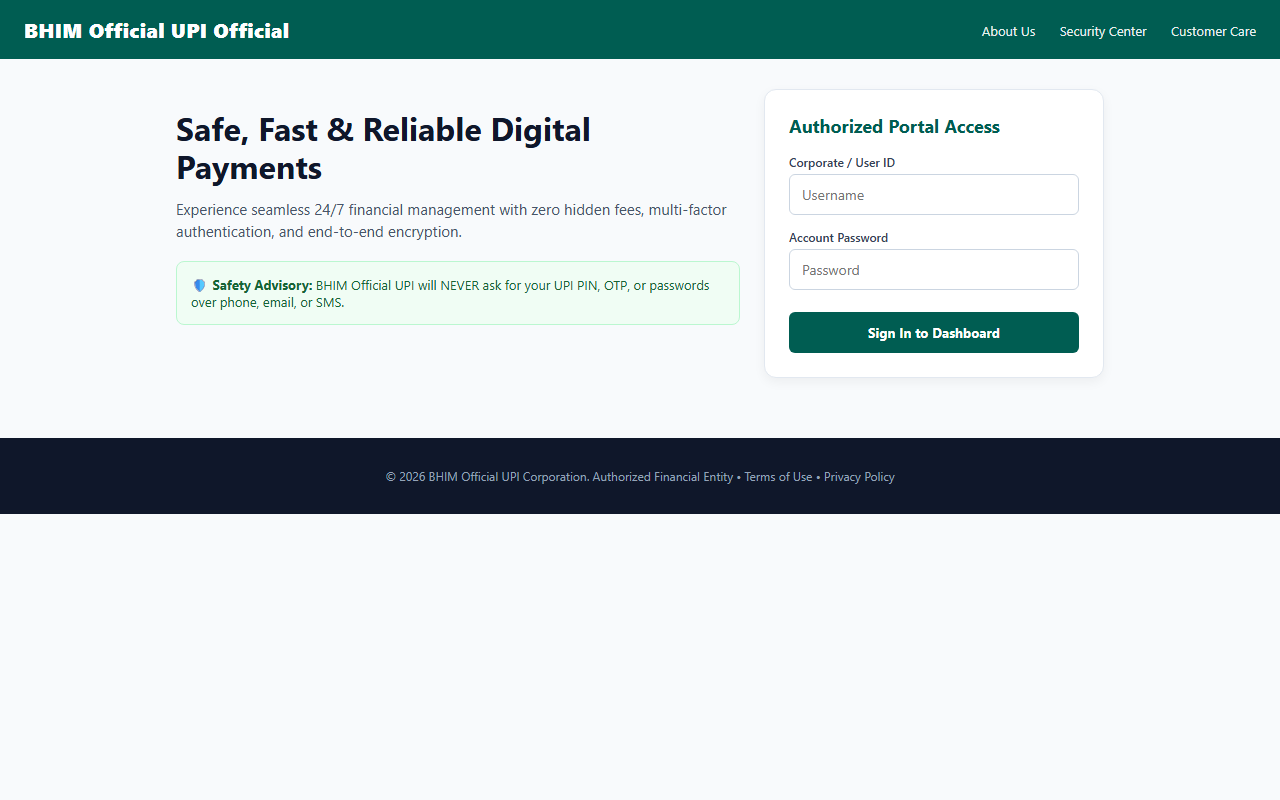 BHIM Official UPI Official
About Us
Security Center
Customer Care
Safe, Fast & Reliable Digital
Payments
Experience seamless 24/7 financial management with zero hidden fees, multi-factor
authentication, and end-to-end encryption.
Safety Advisory: BHIM Official UPI will NEVER ask for your UPI PIN, OTP, or passwords
over phone, email, or SMS.
Authorized Portal Access
Corporate / User ID
Username
Account Password
Password
Sign In to Dashboard
© 2026 BHIM Official UPI Corporation. Authorized Financial Entity • Terms of Use • Privacy Policy